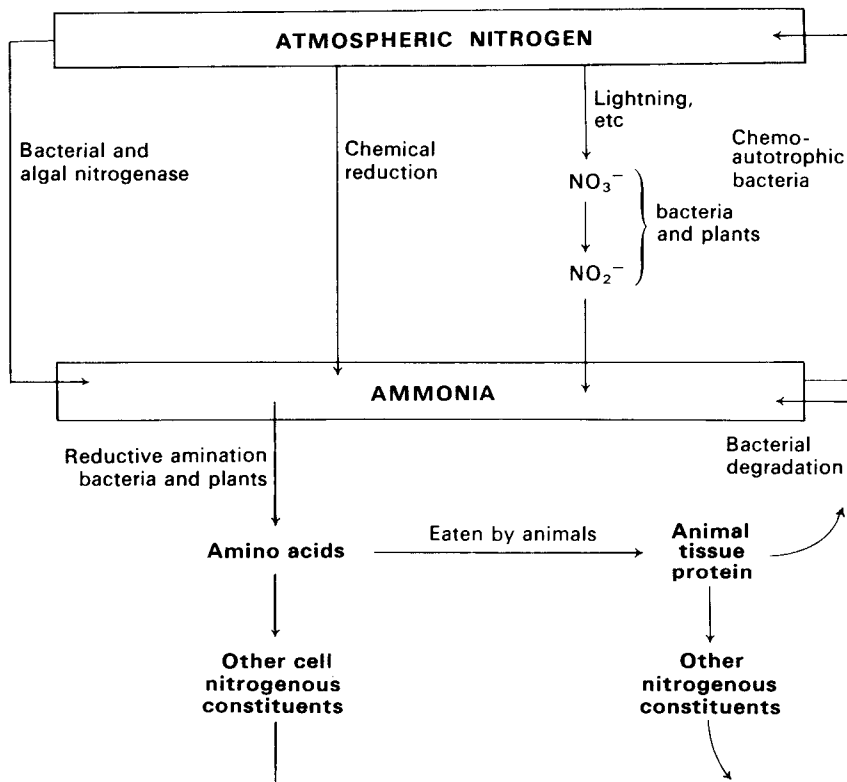 ATMOSPHERIC NITROGEN
Bacterial and
algal nitrogenase
Chemical
reduction
Lightning,
etc
NO₃⁻
NO₂⁻
bacteria
and plants
Chemo-
autotrophic
bacteria
AMMONIA
Reductive amination
bacteria and plants
Bacterial
degradation
Amino acids
Eaten by animals
Animal
tissue
protein
Other cell
nitrogenous
constituents
Other
nitrogenous
constituents